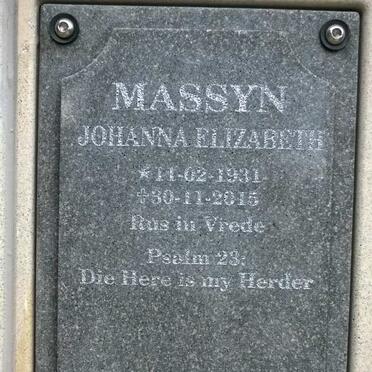 MASSYN
JOHANNA ELIZABETH
★11-02-1931
✝30-11-2015
Rus in Vrede
Psalm 23:
Die Here is my Herder